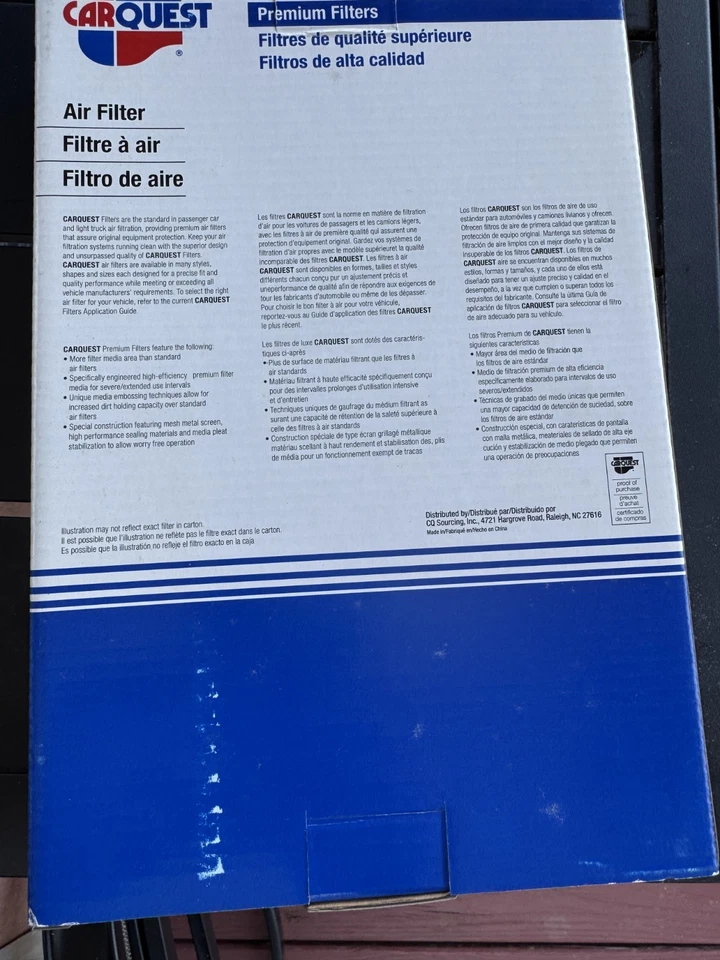 CARQUEST
®
Premium Filters
Filtres de qualité supérieure
Filtros de alta calidad
Air Filter
Filtre à air
Filtro de aire
CARQUEST Filters are the standard in passenger car
and light truck air filtration, providing premium air filters
that assure original equipment protection. Keep your air
filtration systems running clean with the superior design
and unsurpassed quality of CARQUEST Filters.
CARQUEST air filters are available in many styles,
shapes and sizes each designed for a precise fit and
quality performance while meeting or exceeding all
vehicle manufacturers' requirements. To select the right
air filter for your vehicle, refer to the current CARQUEST
Filters Application Guide.
CARQUEST Premium Filters feature the following:
• More filter media area than standard
air filters
• Specifically engineered high-efficiency premium filter
media for severe/extended use intervals
• Unique media embossing techniques allow for
increased dirt holding capacity over standard
air filters
• Special construction featuring mesh metal screen,
high performance sealing materials and media pleat
stabilization to allow worry free operation
Les filtres CARQUEST sont la norme en matière de filtration
d'air pour les voitures de passagers et les camions légers,
avec les filtres à air de première qualité qui assurent une
protection d'équipement original. Gardez vos systèmes de
filtration d'air propres avec le modèle supérieuret la qualité
incomparable des filtres CARQUEST. Les filtres à air
CARQUEST sont disponibles en formes, tailles et styles
différents chacun conçu par un ajustement précis et
unperformance de qualité afin de répondre aux exigences de
tour les fabricants d'automobile ou même de les dépasser.
Pour choisir le bon filter à air pour votre véhicule,
reportez-vous au Guide d'application des filtres CARQUEST
le plus récent.
Les filtres de luxe CARQUEST sont dotés des caractéris-
tiques ci-après
• Plus de surface de matériau filtrant que les filtres à
air standards
• Matériau filtrant à haute efficacité spécifiquement conçu
pour des intervalles prolonges d'utilisation intensive
et d'entretien
• Techniques uniques de gaufrage du médium filtrant as
surant une capacité de rétention de la saleté supérieure à
celle des filtres à air standards
• Construction spéciale de type écran grillagé métallique
matériau scellant à haut rendement et stabilisation des, plis
de média pour un fonctionnement exempt de tracas
Los filtros CARQUEST son los filtros de aire de uso
estándar para automóviles y camiones livianos y ofrecen.
Ofrecen filtros de aire de primera calidad que garatizan la
protección de equipo original. Mantenga sus sistemas de
filtración de aire limpios con el mejor diseño y la calidad
insuperable de los filtros CARQUEST. Los filtros de
CARQUEST aire se encuentran disponibles en muchos
estilos, formas y tamaños, y cada uno de ellos está
diseñado para tener un ajuste preciso y calidad en el
desempeño, a la vez que cumplen o superan todos los
requisitos del fabricante. Consulte la última Guía de
aplicación de filtros CARQUEST para seleccionar el filtro
de aire adecuado para su vehículo.
Los filtros Premium de CARQUEST tienen la
siguientes características
• Mayor área del medio de filtración que
los filtros de aire estándar
• Medio de filtración premium de alta eficiencia
específicamente elaborado para intervalos de uso
severos/extendidos
• Técnicas de grabado del medio únicas que permiten
una mayor capacidad de detención de suciedad, sobre
los filtros de aire estándar
• Construcción especial, con caraterísticas de pantalla
con malla metálica, meateriales de sellado de alta eje
cución y estabilización de medio plegado que permiten
una operación de preocupaciones
CARQUEST
proof of
purchase
preuve
d'achat
certificado
de compras
Illustration may not reflect exact filter in carton.
Il est possible que l'illustration ne reflète pas le filtre exact dans le carton.
Es possible que la illustración no refleje el filtro exacto en la caja
Distributed by/Distribué par/Distribuido por
CQ Sourcing, Inc., 4721 Hargrove Road, Raleigh, NC 27616
Made in/Fabriqué en/Hecho en China